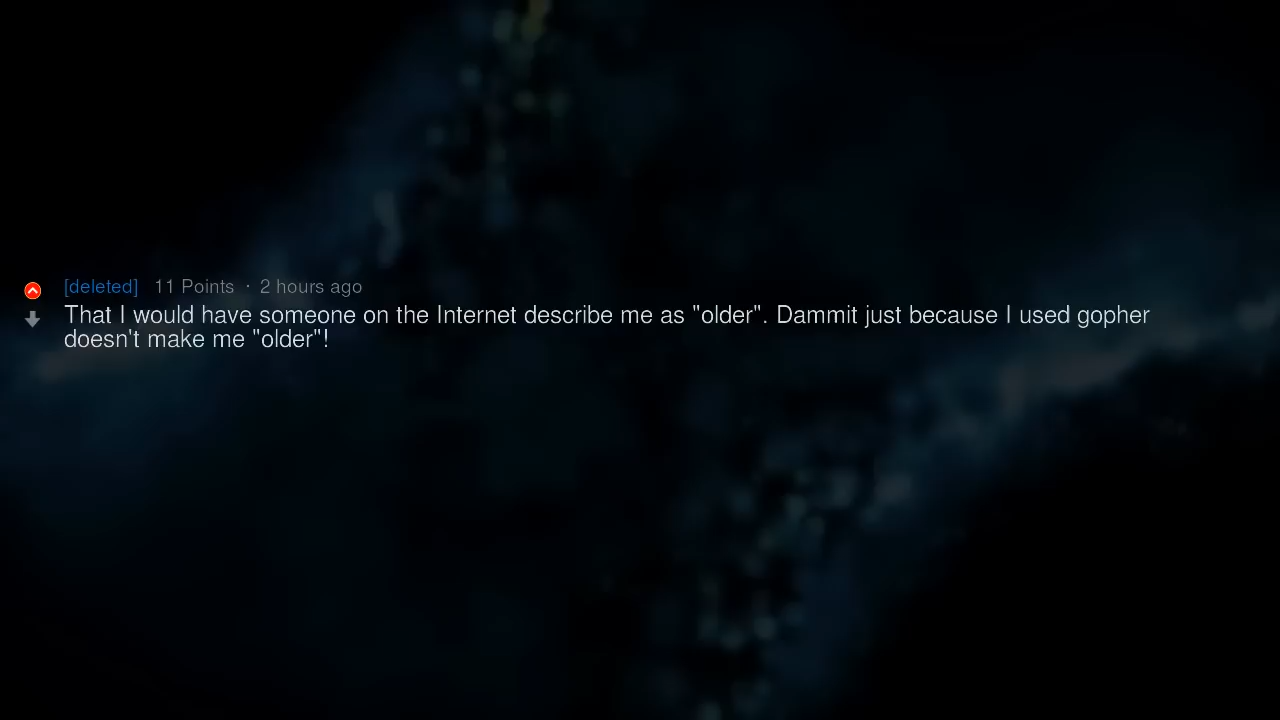 [deleted] 11 Points · 2 hours ago
That I would have someone on the Internet describe me as "older". Dammit just because I used gopher
doesn't make me "older"!